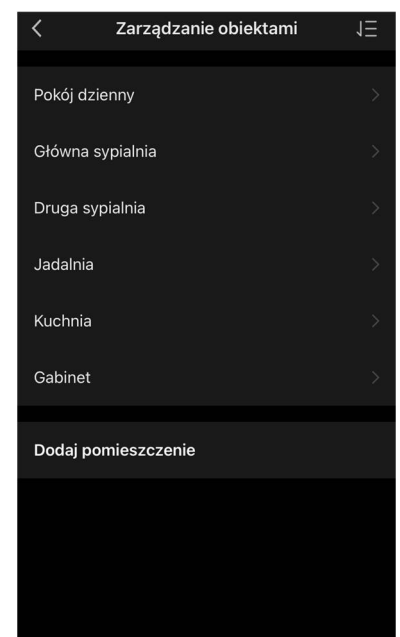 Zarządzanie obiektami
Pokój dzienny
Główna sypialnia
Druga sypialnia
Jadalnia
Kuchnia
Gabinet
Dodaj pomieszczenie